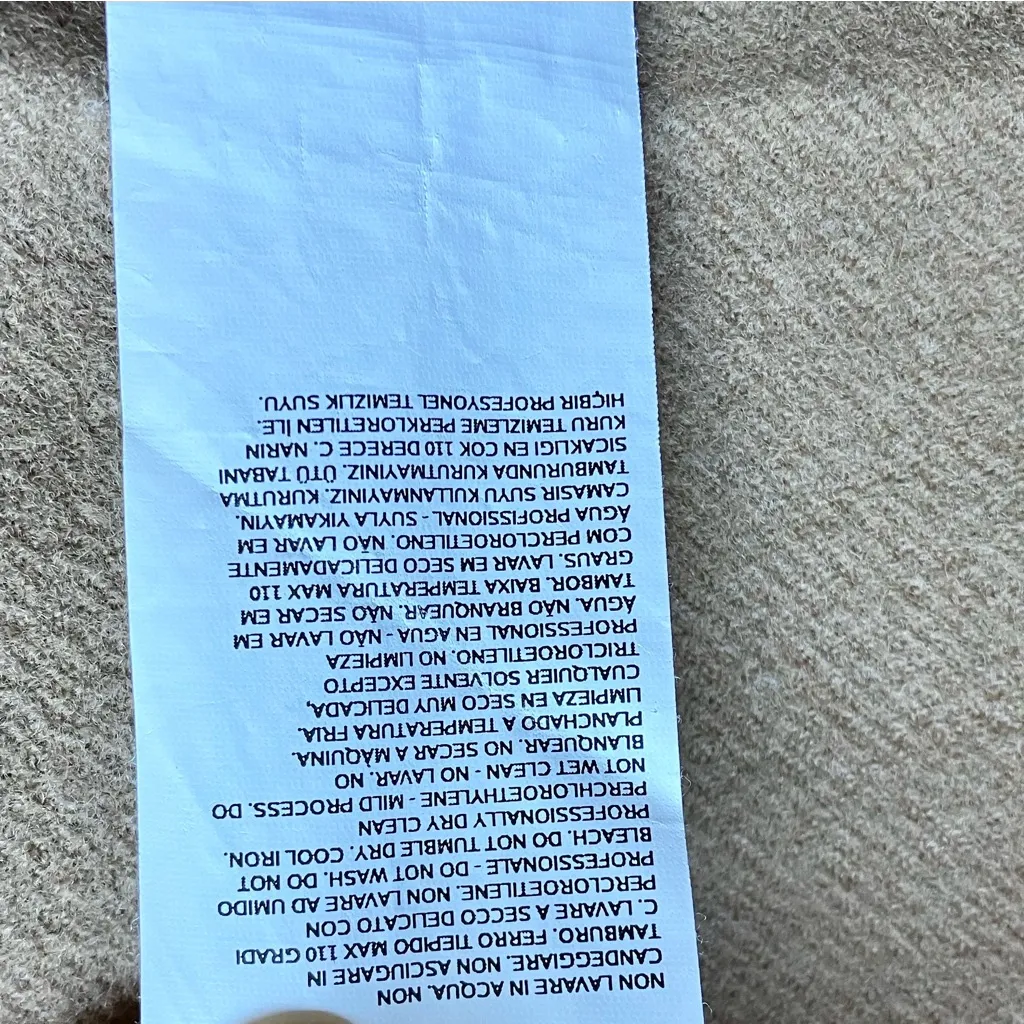 NON LAVARE IN ACQUA. NON
CANDEGGIARE. NON ASCIUGARE IN
TAMBURO. FERRO TIEPIDO MAX 110 GRADI
C. LAVARE A SECCO DELICATO CON
PERCLOROETILENE. NON LAVARE AD UMIDO
PROFESSIONALE - DO NOT WASH. DO NOT
BLEACH. DO NOT TUMBLE DRY. COOL IRON.
PROFESSIONALLY DRY CLEAN
PERCHLOROETHYLENE - MILD PROCESS. DO
NOT WET CLEAN - NO LAVAR. NO
BLANQUEAR. NO SECAR A MÁQUINA.
PLANCHADO A TEMPERATURA FRIA.
LIMPIEZA EN SECO MUY DELICADA,
CUALQUIER SOLVENTE EXCEPTO
TRICLOROETILENO. NO LIMPIEZA
PROFESSIONAL EN AGUA - NÃO LAVAR EM
ÁGUA. NÃO BRANQUEAR. NÃO SECAR EM
TAMBOR. BAIXA TEMPERATURA MAX 110
GRAUS. LAVAR EM SECO DELICADAMENTE
COM PERCLOROETILENO. NÃO LAVAR EM
ÁGUA PROFISSIONAL - SUYLA YIKAMAYIN.
CAMASIR SUYU KULLANMAYINIZ. KURUTMA
TAMBURUNDA KURUTMAYINIZ. ÜTÜ TABANI
SICAKLIGI EN COK 110 DERECE C. NARIN
KURU TEMIZLEME PERKLORETILEN İLE.
HIÇBIR PROFESYONEL TEMIZLIK SUYU.